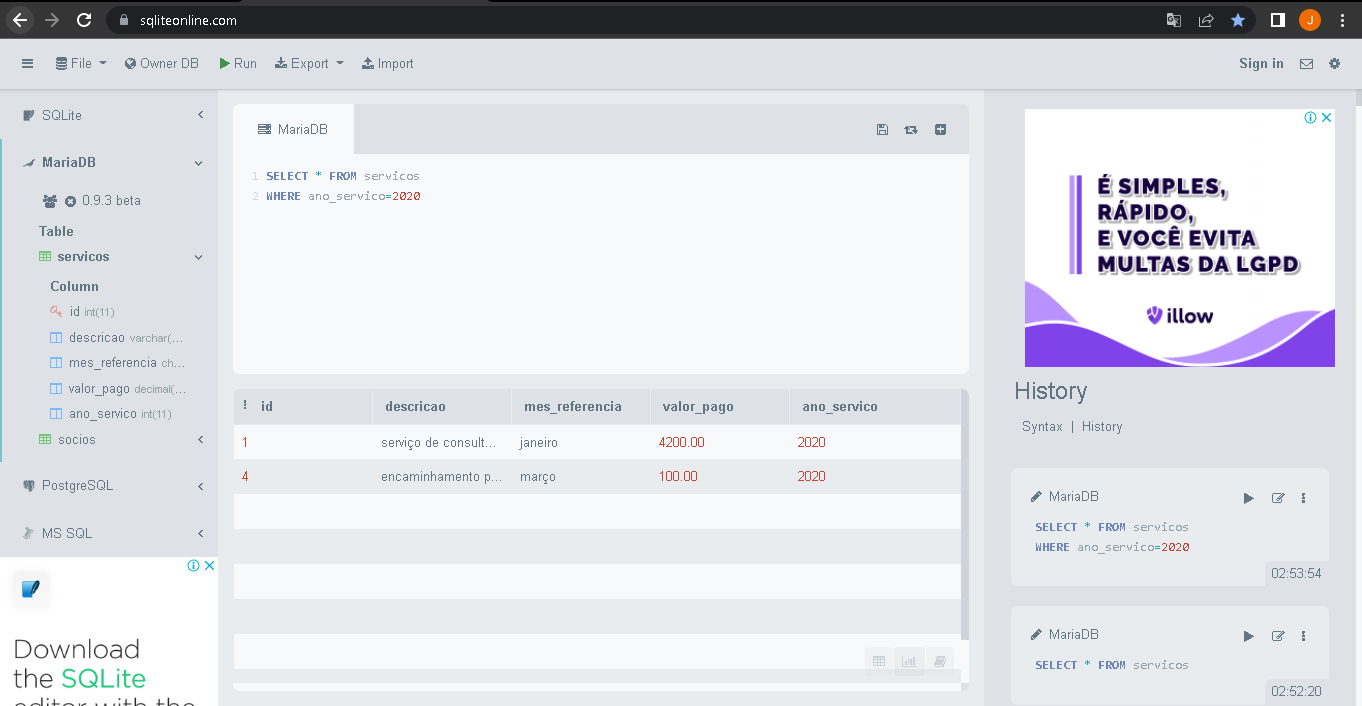 sqliteonline.com
J
File
Owner DB
Run
Export
Import
Sign in
SQLite
MariaDB
0.9.3 beta
Table
servicos
Column
id int(11)
descricao varchar(...
mes_referencia ch...
valor_pago decimal(...
ano_servico int(11)
socios
PostgreSQL
MS SQL
Download
the SQLite
editor with the
MariaDB
1 SELECT * FROM servicos
2 WHERE ano_servico=2020
! id descricao mes_referencia valor_pago ano_servico
1 serviço de consult... janeiro 4200.00 2020
4 encaminhamento p... março 100.00 2020
É SIMPLES,
RÁPIDO,
E VOCÊ EVITA
MULTAS DA LGPD
illow
History
Syntax | History
MariaDB
SELECT * FROM servicos
WHERE ano_servico=2020
02:53:54
MariaDB
SELECT * FROM servicos
02:52:20